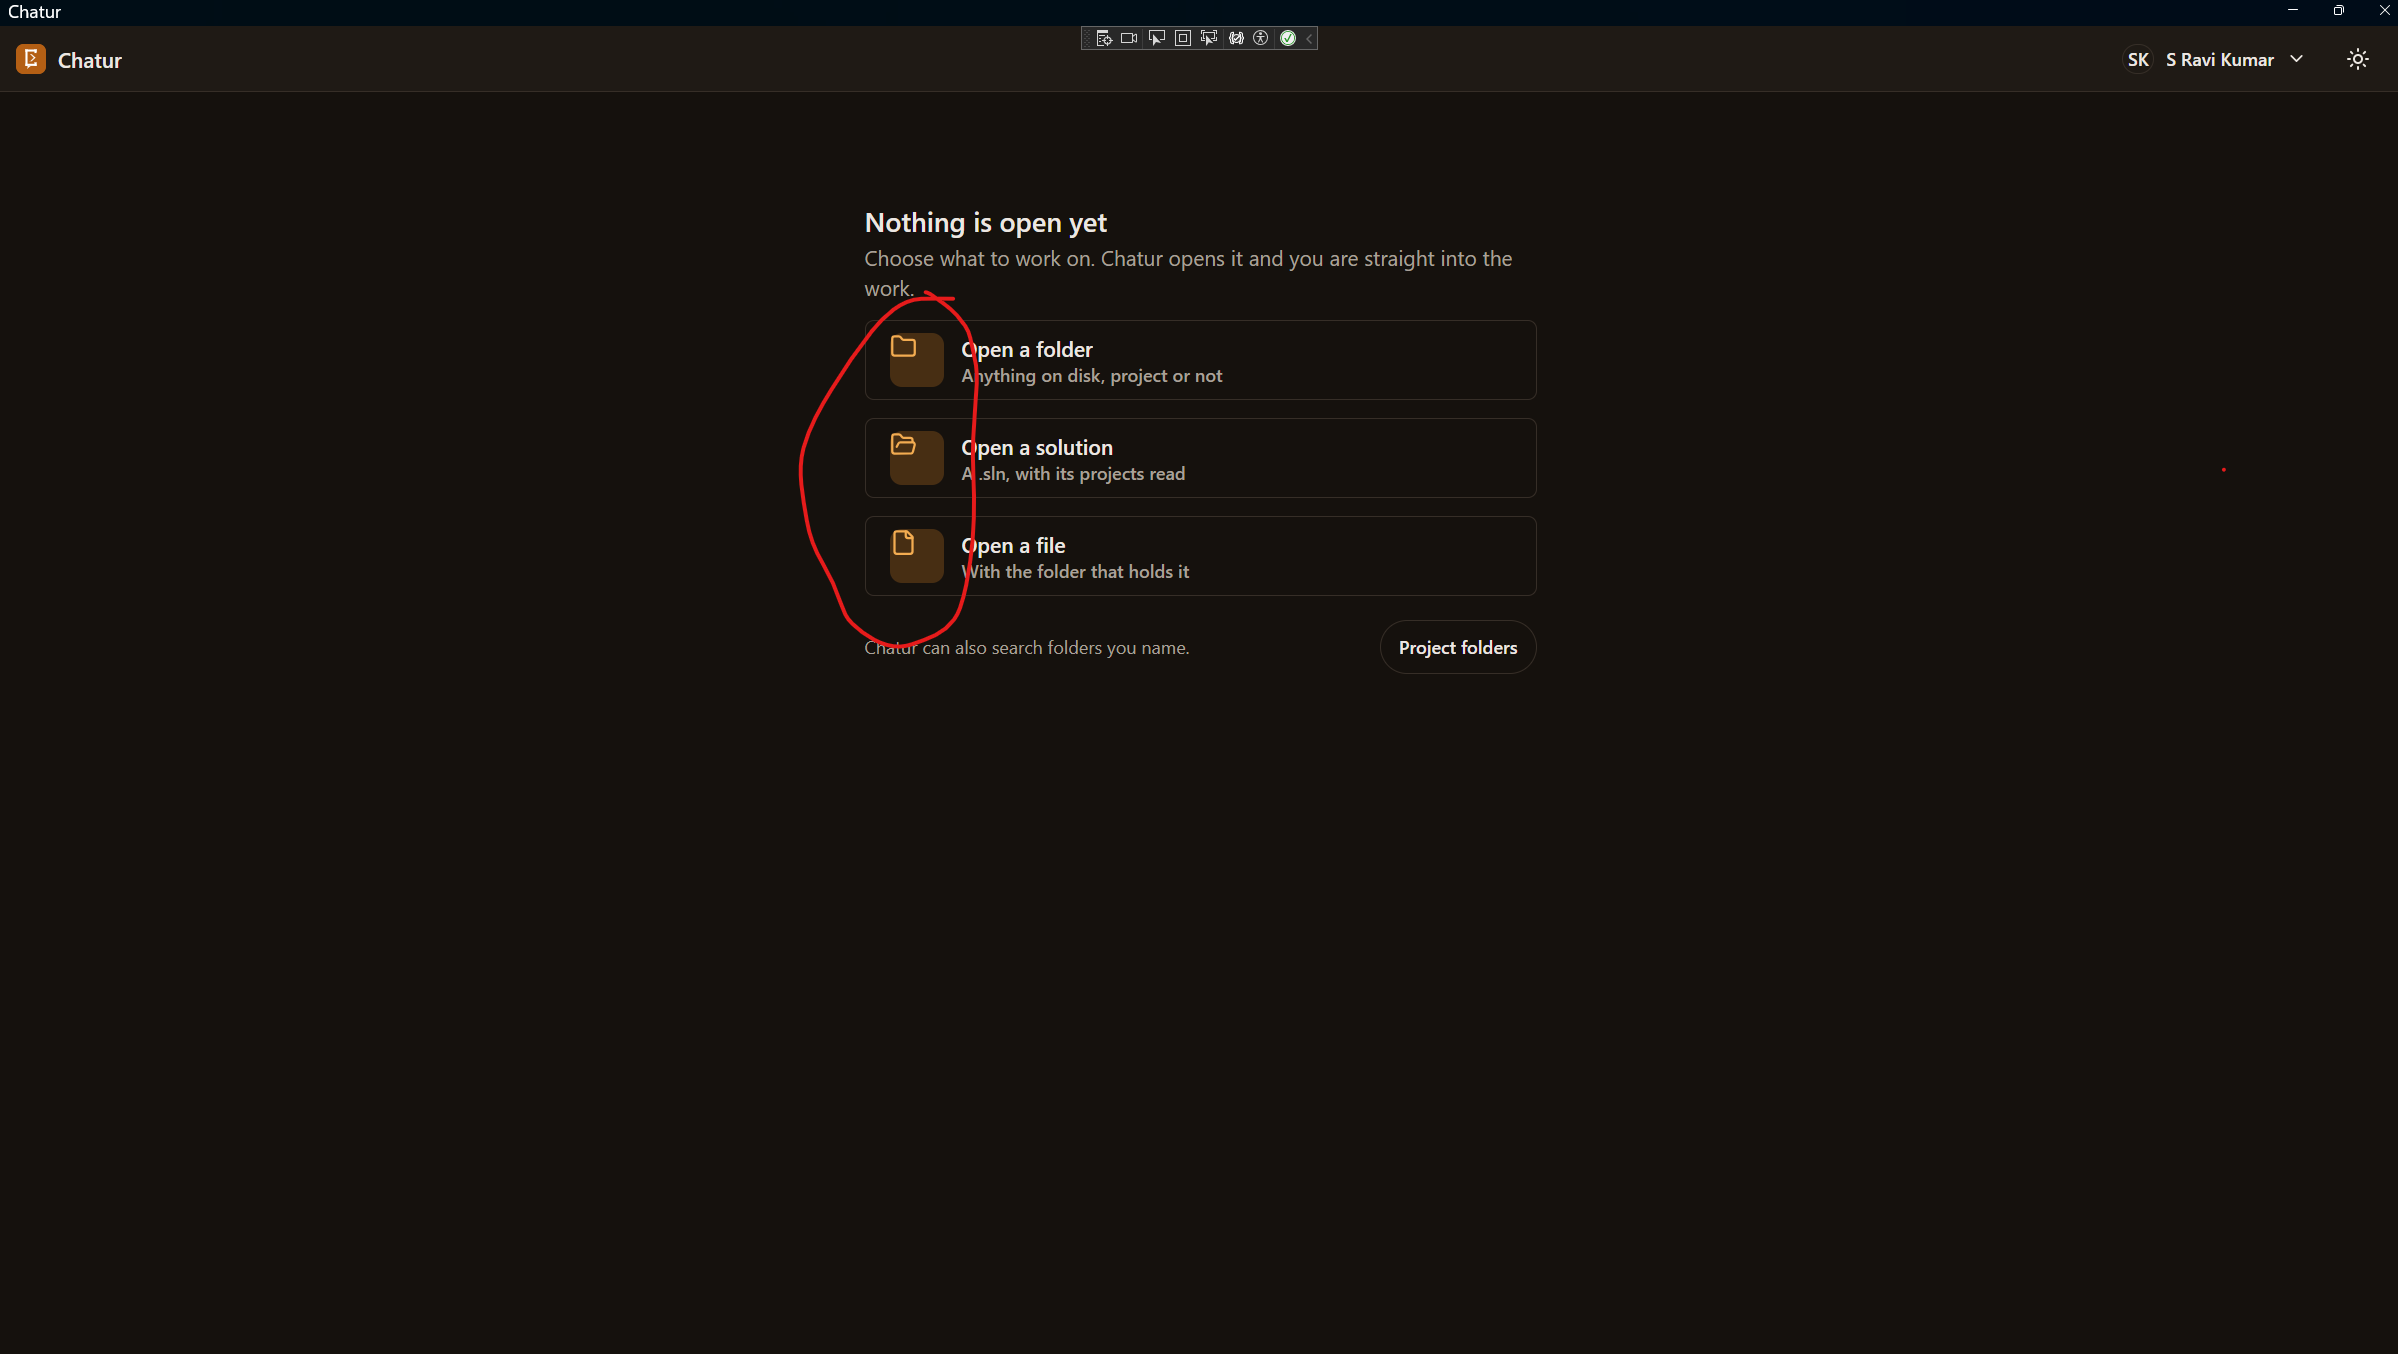 Chatur
Chatur
SK S Ravi Kumar
Nothing is open yet
Choose what to work on. Chatur opens it and you are straight into the
work.
Open a folder
Anything on disk, project or not
Open a solution
A .sln, with its projects read
Open a file
With the folder that holds it
Chatur can also search folders you name.
Project folders